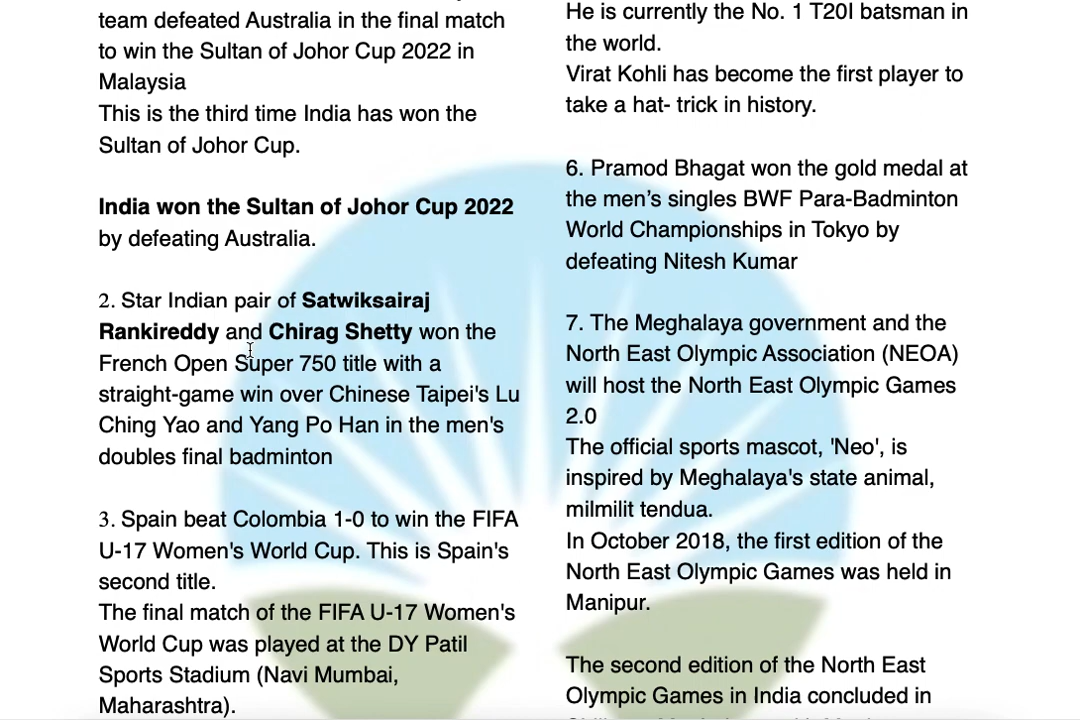 team defeated Australia in the final match
to win the Sultan of Johor Cup 2022 in
Malaysia
This is the third time India has won the
Sultan of Johor Cup.
India won the Sultan of Johor Cup 2022
by defeating Australia.
2. Star Indian pair of Satwiksairaj
Rankireddy and Chirag Shetty won the
French Open Super 750 title with a
straight-game win over Chinese Taipei's Lu
Ching Yao and Yang Po Han in the men's
doubles final badminton
3. Spain beat Colombia 1-0 to win the FIFA
U-17 Women's World Cup. This is Spain's
second title.
The final match of the FIFA U-17 Women's
World Cup was played at the DY Patil
Sports Stadium (Navi Mumbai,
Maharashtra).
He is currently the No. 1 T20I batsman in
the world.
Virat Kohli has become the first player to
take a hat- trick in history.
6. Pramod Bhagat won the gold medal at
the men’s singles BWF Para-Badminton
World Championships in Tokyo by
defeating Nitesh Kumar
7. The Meghalaya government and the
North East Olympic Association (NEOA)
will host the North East Olympic Games
2.0
The official sports mascot, 'Neo', is
inspired by Meghalaya's state animal,
milmilit tendua.
In October 2018, the first edition of the
North East Olympic Games was held in
Manipur.
The second edition of the North East
Olympic Games in India concluded in